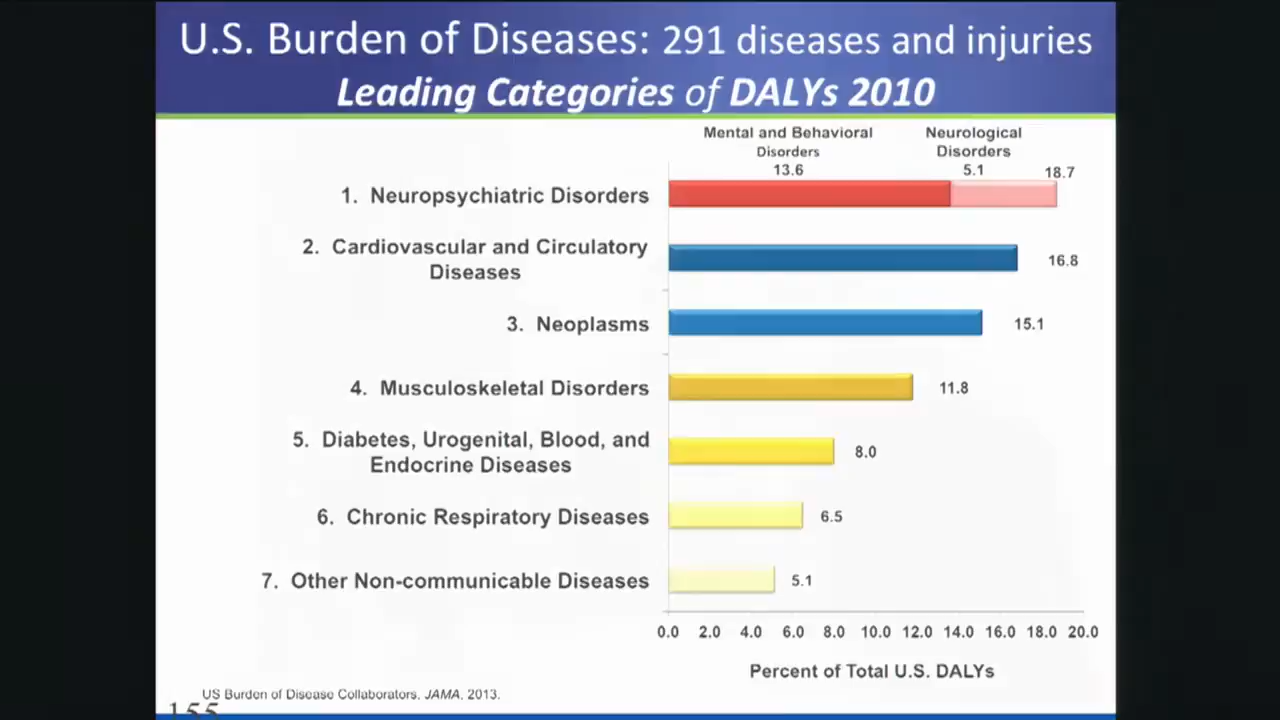 U.S. Burden of Diseases: 291 diseases and injuries
Leading Categories of DALYs 2010
Mental and Behavioral
Disorders
13.6
Neurological
Disorders
5.1
18.7
1. Neuropsychiatric Disorders
2. Cardiovascular and Circulatory
Diseases
16.8
3. Neoplasms
15.1
4. Musculoskeletal Disorders
11.8
5. Diabetes, Urogenital, Blood, and
Endocrine Diseases
8.0
6. Chronic Respiratory Diseases
6.5
7. Other Non-communicable Diseases
5.1
0.0 2.0 4.0 6.0 8.0 10.0 12.0 14.0 16.0 18.0 20.0
Percent of Total U.S. DALYs
US Burden of Disease Collaborators, JAMA, 2013.
155